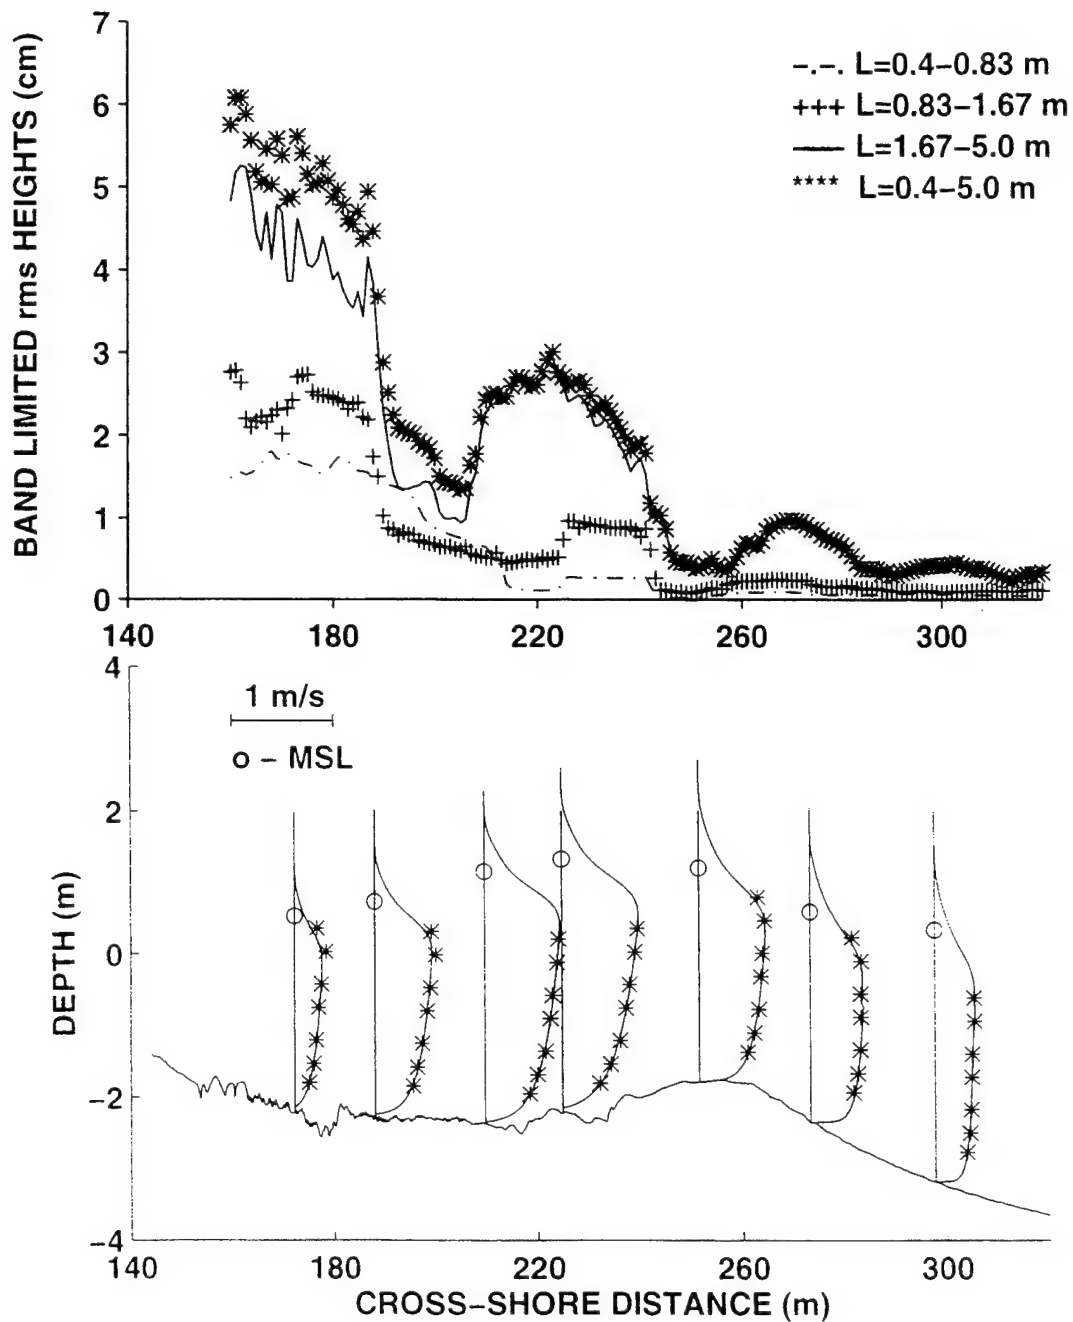 BAND LIMITED rms HEIGHTS (cm)
7
6
5
4
3
2
1
0
140
180
220
260
300
-.-. L=0.4-0.83 m
+++ L=0.83-1.67 m
— L=1.67-5.0 m
**** L=0.4-5.0 m
DEPTH (m)
4
2
0
-2
-4
1 m/s
o - MSL
140
180
220
260
300
CROSS-SHORE DISTANCE (m)